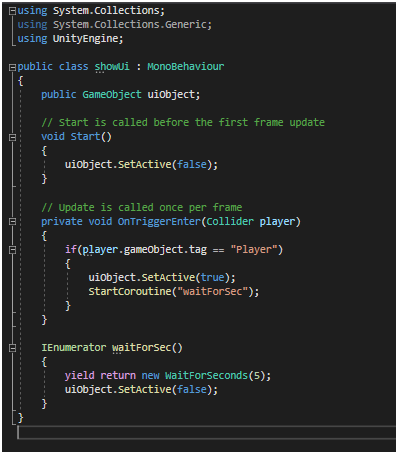 using System.Collections;
using System.Collections.Generic;
using UnityEngine;

public class showUi : MonoBehaviour
{
    public GameObject uiObject;

    // Start is called before the first frame update
    void Start()
    {
        uiObject.SetActive(false);
    }

    // Update is called once per frame
    private void OnTriggerEnter(Collider player)
    {
        if(player.gameObject.tag == "Player")
        {
            uiObject.SetActive(true);
            StartCoroutine("waitForSec");
        }
    }

    IEnumerator waitForSec()
    {
        yield return new WaitForSeconds(5);
        uiObject.SetActive(false);
    }
}